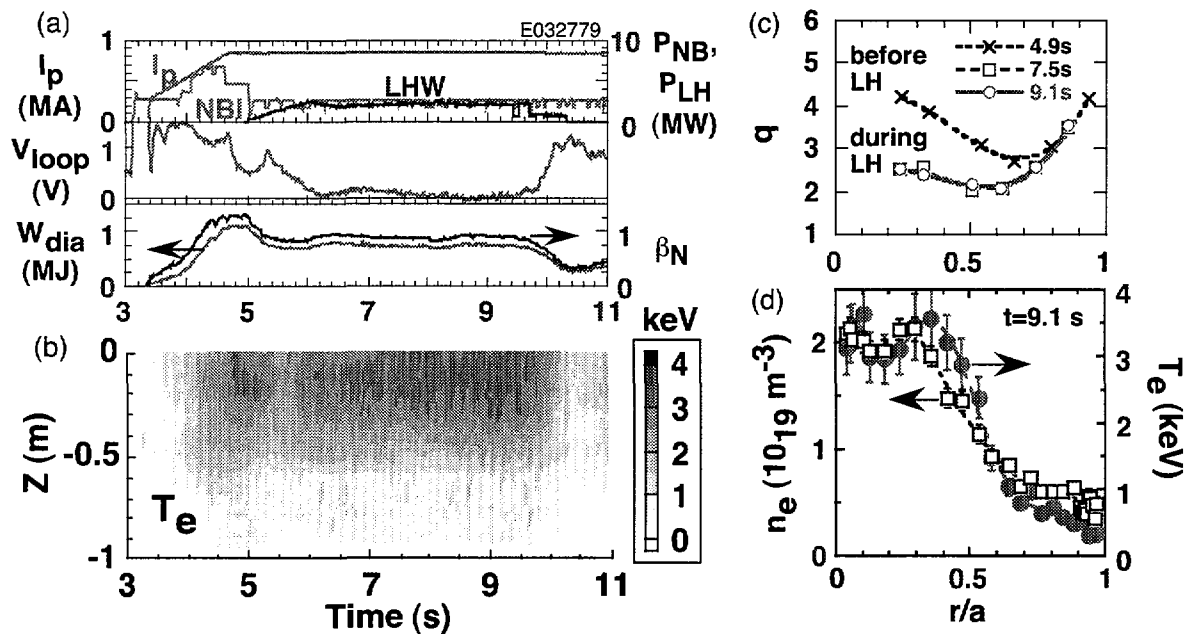 (a)
E032779
1
10
P_NB,
I_p
I_p
LHW
P_LH
(MA)
NBI
(MW)
0
0
1
V_loop
(V)
0
W_dia
1
1
β_N
(MJ)
0
0
3 5 7 9 11
(b)
keV
0
4
3
Z (m)
-0.5
2
1
T_e
0
-1
3 5 7 9 11
Time (s)
(c)
6
before
LH
4.9s
7.5s
9.1s
5
4
q
during
LH
3
2
1
0 0.5 1
(d)
4
t=9.1 s
2
3
n_e (10_19 m^-3)
T_e (keV)
2
1
1
0
0
0 0.5 1
r/a